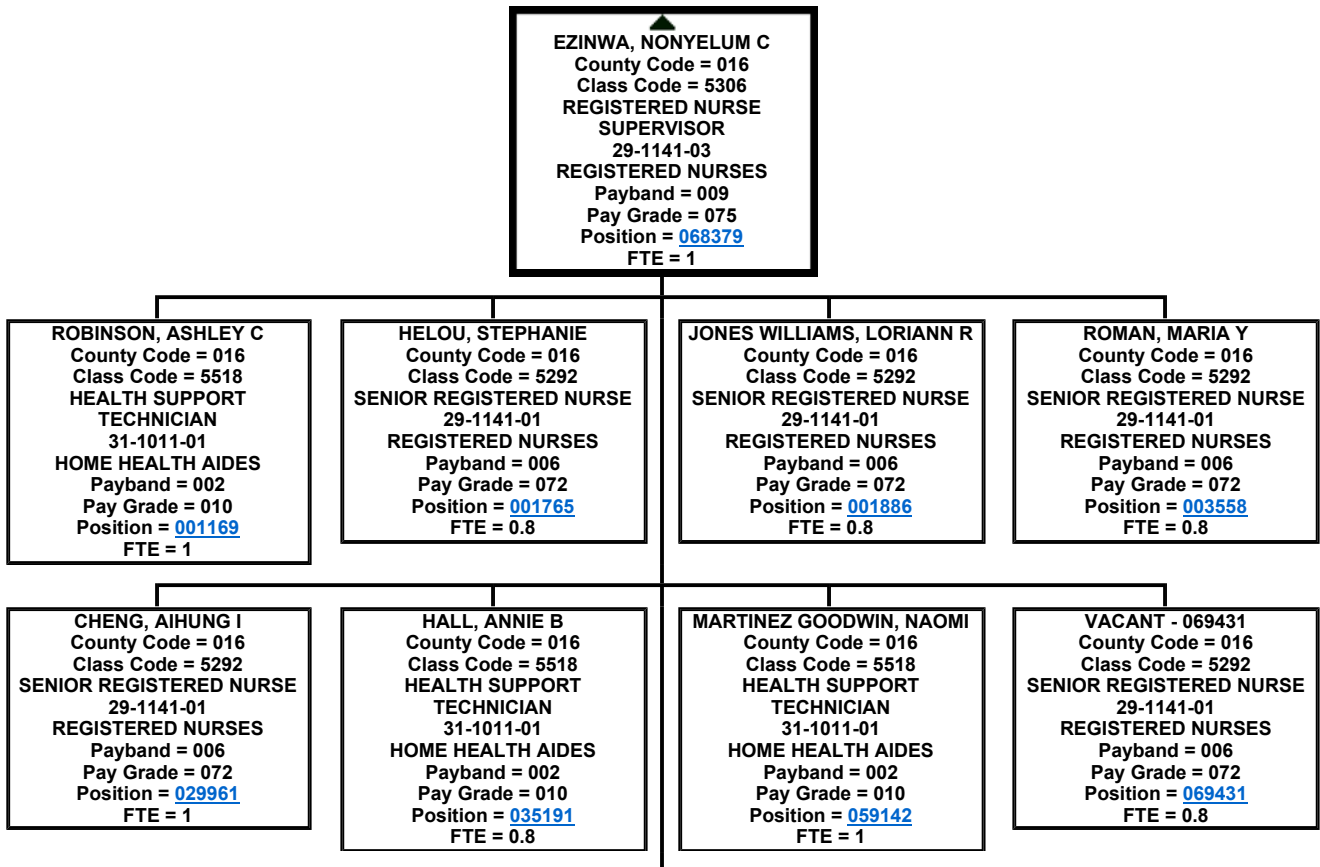 EZINWA, NONYELUM C
County Code = 016
Class Code = 5306
REGISTERED NURSE
SUPERVISOR
29-1141-03
REGISTERED NURSES
Payband = 009
Pay Grade = 075
Position = 068379
FTE = 1
ROBINSON, ASHLEY C
County Code = 016
Class Code = 5518
HEALTH SUPPORT
TECHNICIAN
31-1011-01
HOME HEALTH AIDES
Payband = 002
Pay Grade = 010
Position = 001169
FTE = 1
HELOU, STEPHANIE
County Code = 016
Class Code = 5292
SENIOR REGISTERED NURSE
29-1141-01
REGISTERED NURSES
Payband = 006
Pay Grade = 072
Position = 001765
FTE = 0.8
JONES WILLIAMS, LORIANN R
County Code = 016
Class Code = 5292
SENIOR REGISTERED NURSE
29-1141-01
REGISTERED NURSES
Payband = 006
Pay Grade = 072
Position = 001886
FTE = 0.8
ROMAN, MARIA Y
County Code = 016
Class Code = 5292
SENIOR REGISTERED NURSE
29-1141-01
REGISTERED NURSES
Payband = 006
Pay Grade = 072
Position = 003558
FTE = 0.8
CHENG, AIHUNG I
County Code = 016
Class Code = 5292
SENIOR REGISTERED NURSE
29-1141-01
REGISTERED NURSES
Payband = 006
Pay Grade = 072
Position = 029961
FTE = 1
HALL, ANNIE B
County Code = 016
Class Code = 5518
HEALTH SUPPORT
TECHNICIAN
31-1011-01
HOME HEALTH AIDES
Payband = 002
Pay Grade = 010
Position = 035191
FTE = 0.8
MARTINEZ GOODWIN, NAOMI
County Code = 016
Class Code = 5518
HEALTH SUPPORT
TECHNICIAN
31-1011-01
HOME HEALTH AIDES
Payband = 002
Pay Grade = 010
Position = 059142
FTE = 1
VACANT - 069431
County Code = 016
Class Code = 5292
SENIOR REGISTERED NURSE
29-1141-01
REGISTERED NURSES
Payband = 006
Pay Grade = 072
Position = 069431
FTE = 0.8